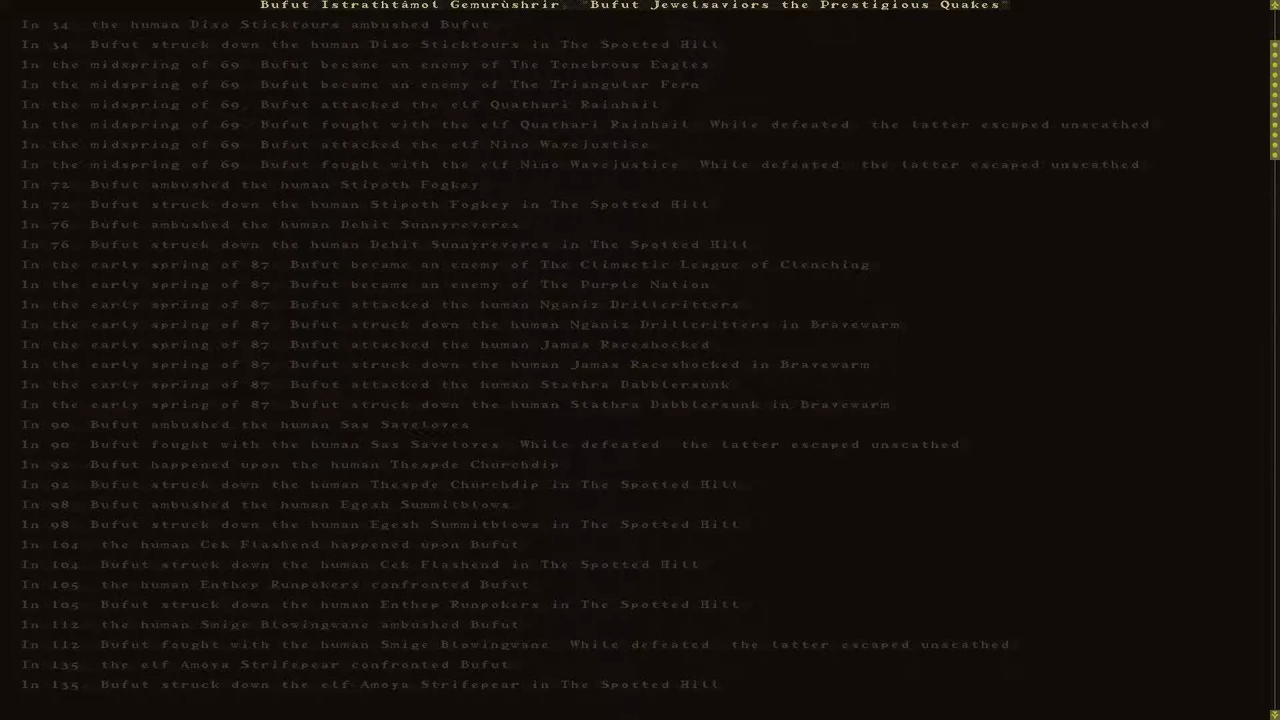 Bufut Istrathtämol Gemurùshrir, "Bufut Jewelsaviors the Prestigious Quakes"
In 54, the human Diso Sticktours ambushed Bufut
In 54, Bufut struck down the human Diso Sticktours in The Spotted Hill
In the midspring of 69, Bufut became an enemy of The Tenebrous Eagles
In the midspring of 69, Bufut became an enemy of The Triangular Fern
In the midspring of 69, Bufut attacked the elf Quathari Rainhail
In the midspring of 69, Bufut fought with the elf Quathari Rainhail. While defeated, the latter escaped unscathed
In the midspring of 69, Bufut attacked the elf Nino Wavejustice
In the midspring of 69, Bufut fought with the elf Nino Wavejustice. While defeated, the latter escaped unscathed
In 72, Bufut ambushed the human Stipoth Fogkey
In 72, Bufut struck down the human Stipoth Fogkey in The Spotted Hill
In 76, Bufut ambushed the human Dehit Sunnyreveres
In 76, Bufut struck down the human Dehit Sunnyreveres in The Spotted Hill
In the early spring of 87, Bufut became an enemy of The Climactic League of Clenching
In the early spring of 87, Bufut became an enemy of The Purple Nation
In the early spring of 87, Bufut attacked the human Nganiz Drillcritters
In the early spring of 87, Bufut struck down the human Nganiz Drillcritters in Bravewarm
In the early spring of 87, Bufut attacked the human Jamas Raceshocked
In the early spring of 87, Bufut struck down the human Jamas Raceshocked in Bravewarm
In the early spring of 87, Bufut attacked the human Stathra Dabblersunk
In the early spring of 87, Bufut struck down the human Stathra Dabblersunk in Bravewarm
In 90, Bufut ambushed the human Sas Saveloves
In 90, Bufut fought with the human Sas Saveloves. While defeated, the latter escaped unscathed
In 92, Bufut happened upon the human Thespde Churchdip
In 92, Bufut struck down the human Thespde Churchdip in The Spotted Hill
In 98, Bufut ambushed the human Egesh Summitblows
In 98, Bufut struck down the human Egesh Summitblows in The Spotted Hill
In 104, the human Cek Flashend happened upon Bufut
In 104, Bufut struck down the human Cek Flashend in The Spotted Hill
In 105, the human Enthep Runpokers confronted Bufut
In 105, Bufut struck down the human Enthep Runpokers in The Spotted Hill
In 112, the human Smige Blowingwane ambushed Bufut
In 112, Bufut fought with the human Smige Blowingwane. While defeated, the latter escaped unscathed
In 135, the elf Amoya Strifepear confronted Bufut
In 135, Bufut struck down the elf Amoya Strifepear in The Spotted Hill